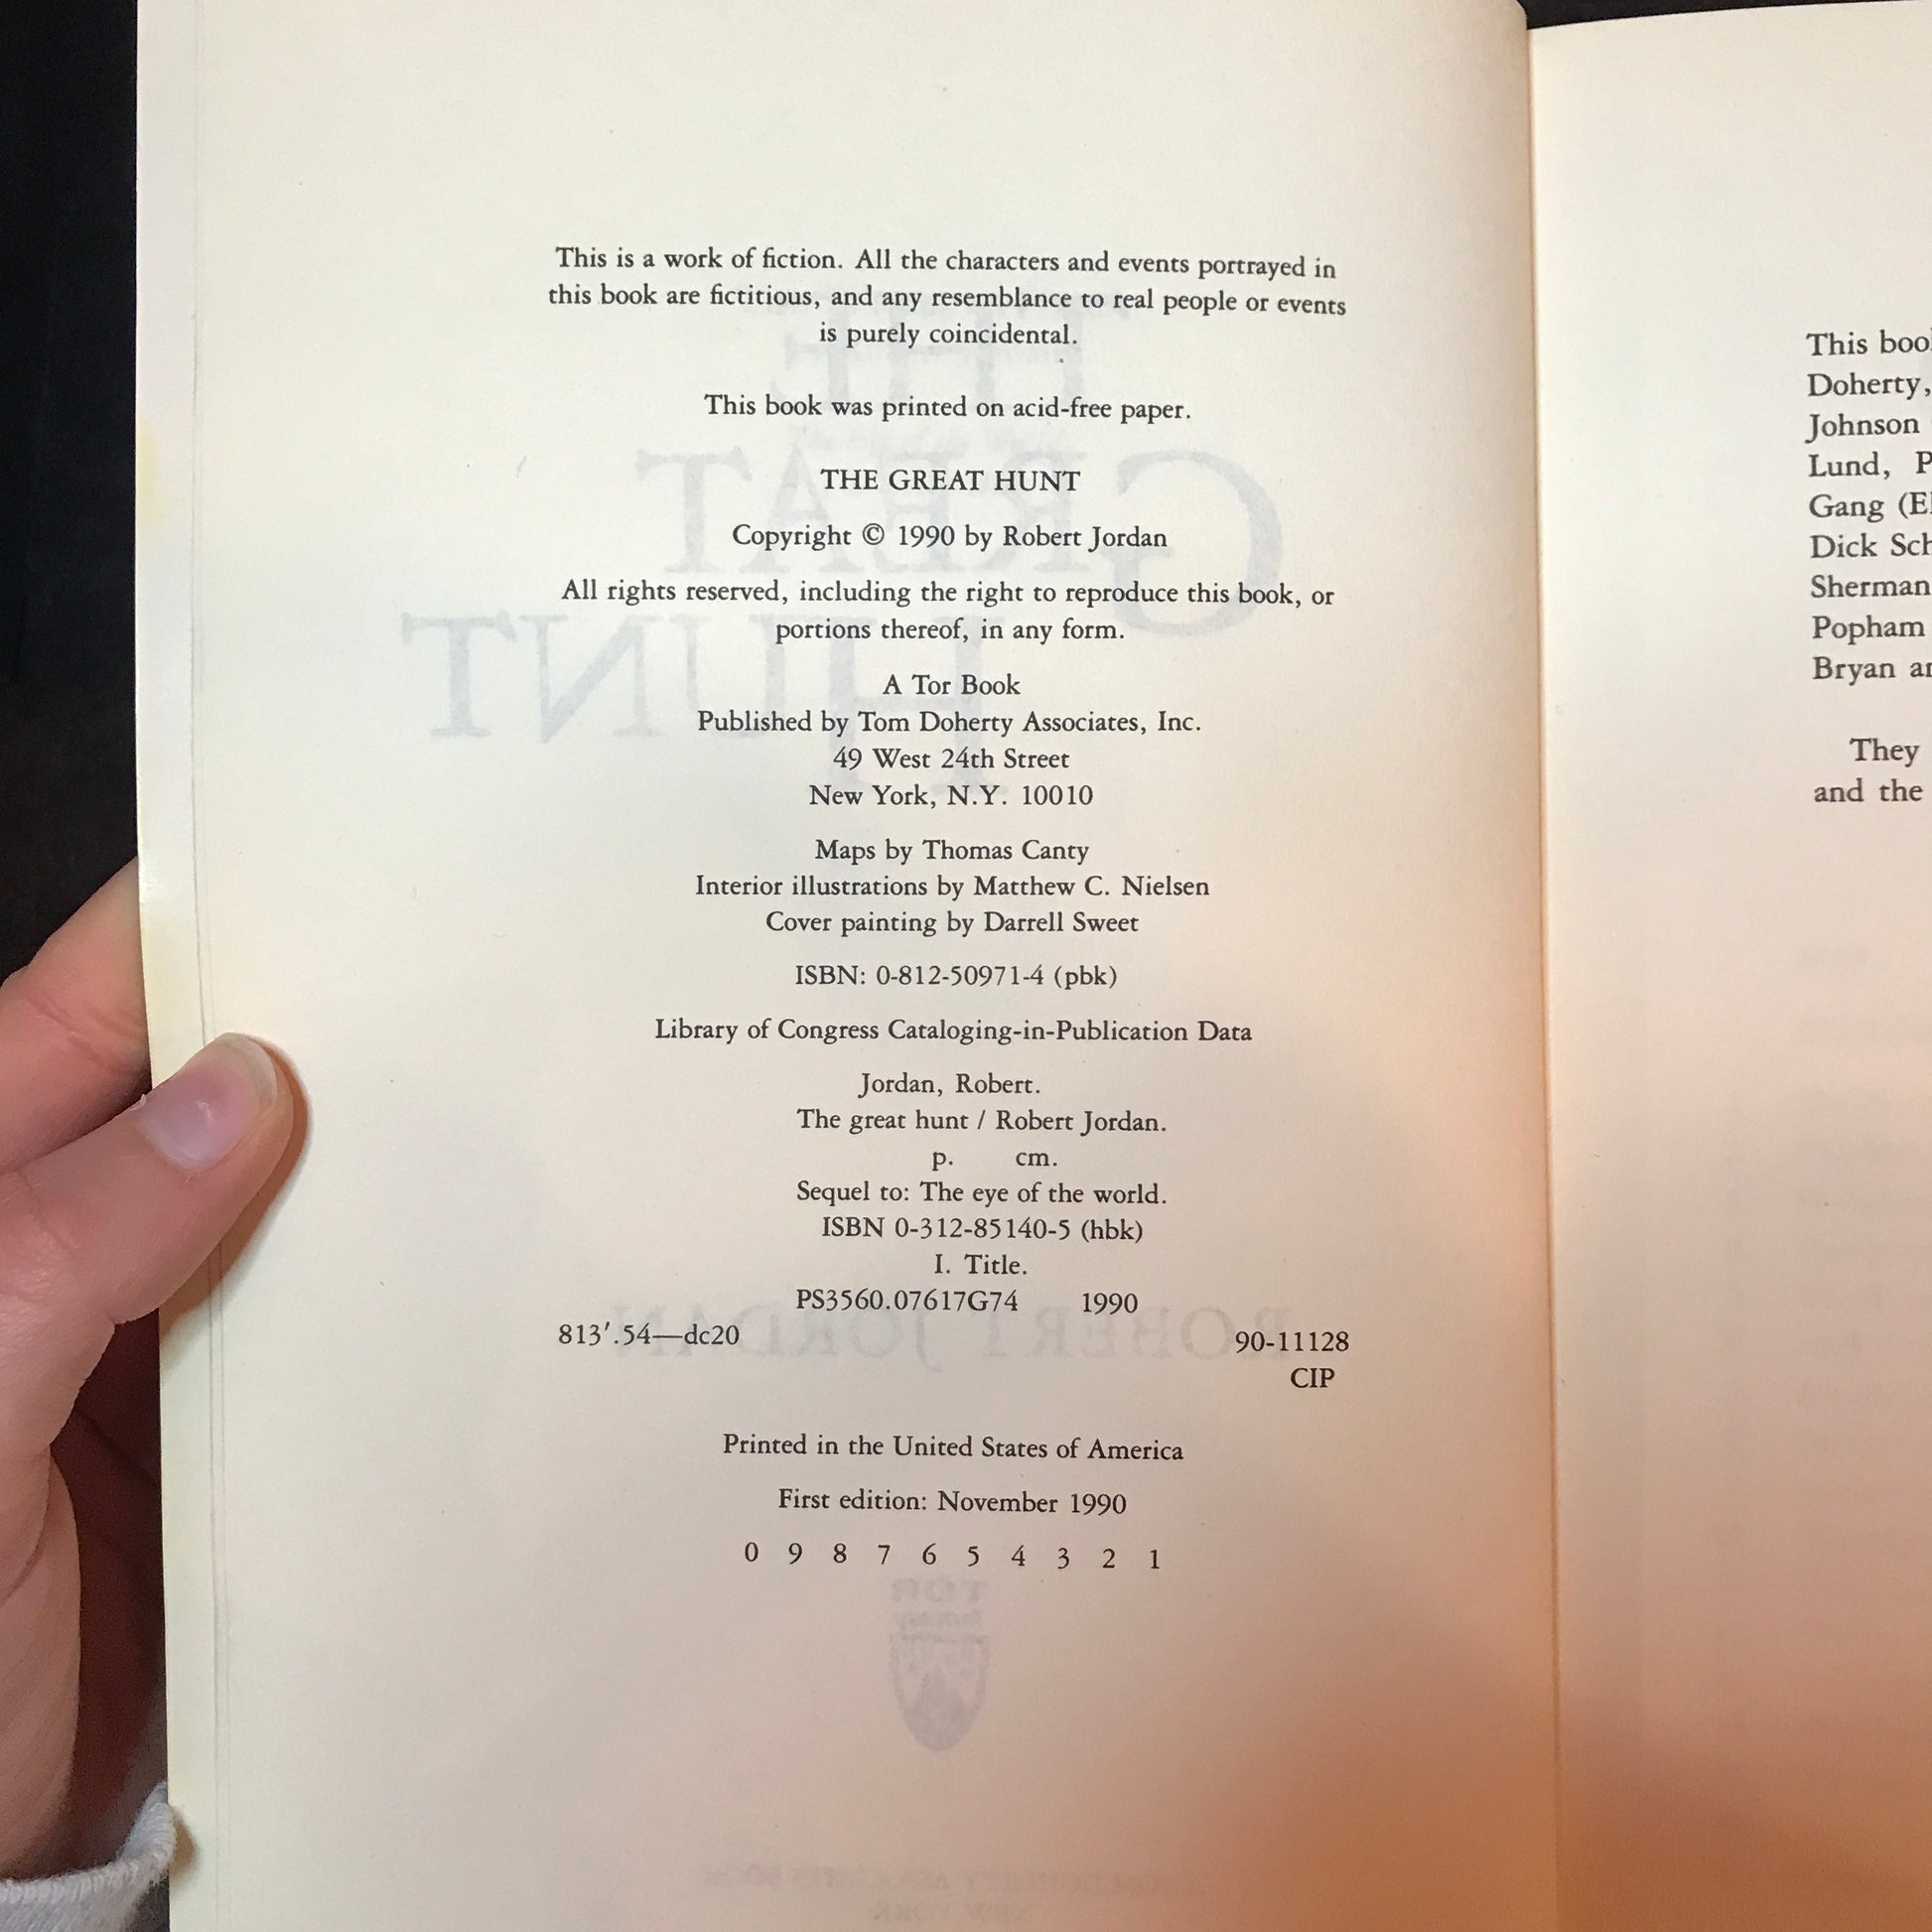 This is a work of fiction. All the characters and events portrayed in
this book are fictitious, and any resemblance to real people or events
is purely coincidental.
This book was printed on acid-free paper.
THE GREAT HUNT
Copyright © 1990 by Robert Jordan
All rights reserved, including the right to reproduce this book, or
portions thereof, in any form.
A Tor Book
Published by Tom Doherty Associates, Inc.
49 West 24th Street
New York, N.Y. 10010
Maps by Thomas Canty
Interior illustrations by Matthew C. Nielsen
Cover painting by Darrell Sweet
ISBN: 0-812-50971-4 (pbk)
Library of Congress Cataloging-in-Publication Data
Jordan, Robert.
The great hunt / Robert Jordan.
p. cm.
Sequel to: The eye of the world.
ISBN 0-312-85140-5 (hbk)
I. Title.
PS3560.07617G74 1990
813′.54—dc20 90-11128
CIP
Printed in the United States of America
First edition: November 1990
0 9 8 7 6 5 4 3 2 1
This
Doherty,
Johnson
Lund,
Gang
Dick
Sherman
Popham
Bryan
They
and the